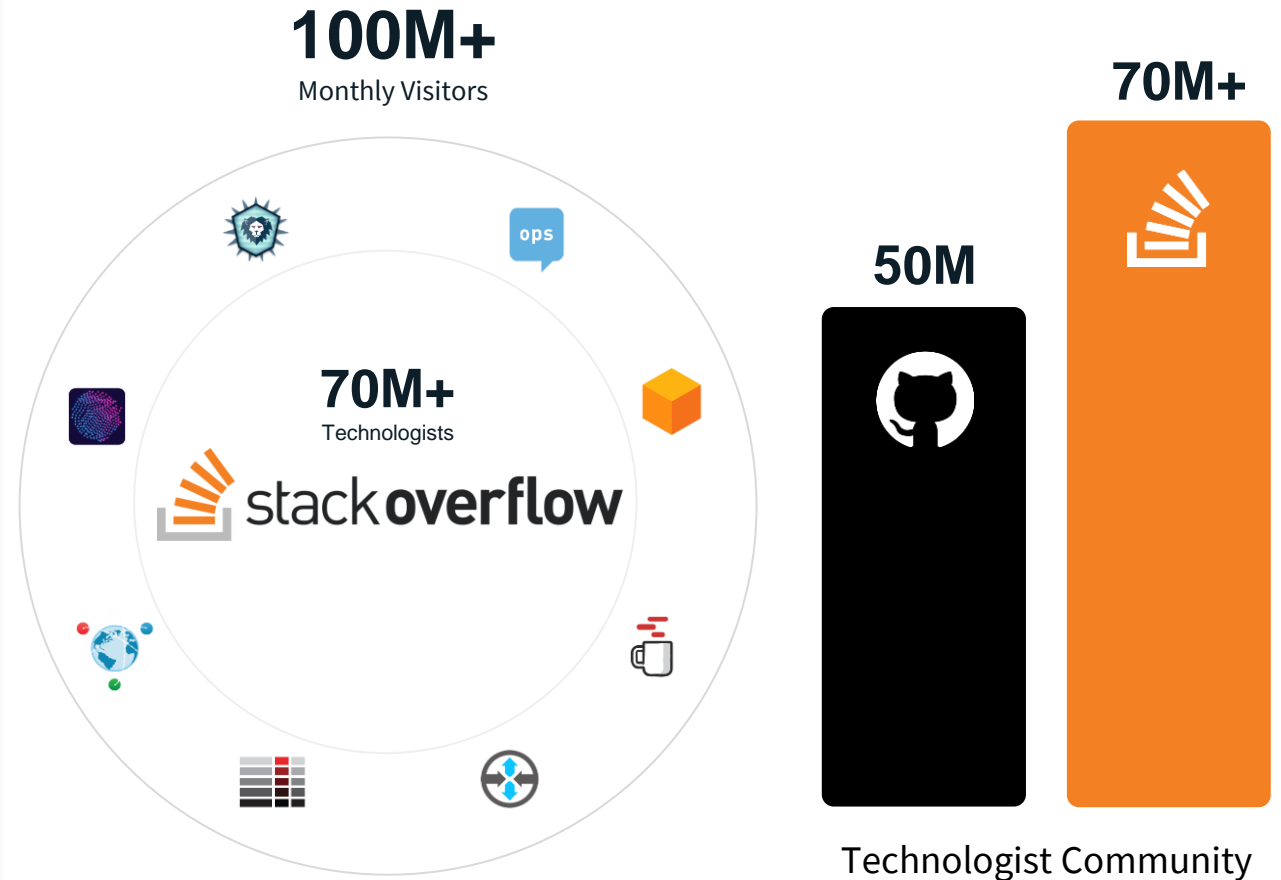 100M+
Monthly Visitors
ops
70M+
Technologists
stackoverflow
50M
70M+
Technologist Community